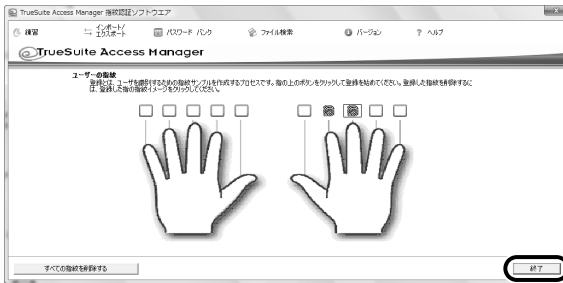 TrueSuite Access Manager 指紋認証ソフトウエア
練習 インポート/エクスポート パスワード バンク ファイル検索 バージョン ? ヘルプ
TrueSuite Access Manager
ユーザーの指紋
登録とは、ユーザを識別するための指紋サンプルを作成するプロセスです。指の上のボタンをクリックして登録を始めてください。登録した指紋を削除するに
は、登録した指の指紋イメージをクリックしてください。
すべての指紋を削除する 終了